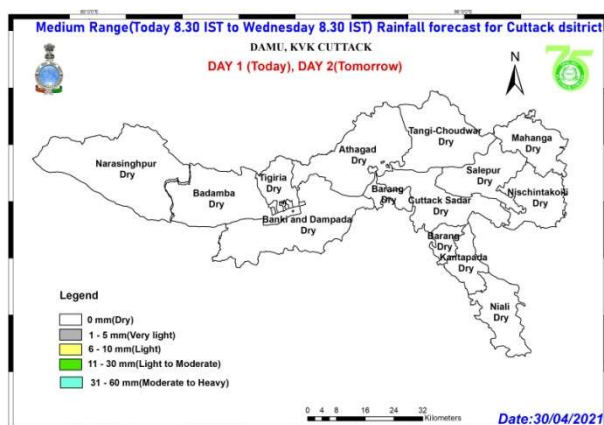 Medium Range(Today 8.30 IST to Wednesday 8.30 IST) Rainfall forecast for Cuttack dsitrict
DAMU, KVK CUTTACK
DAY 1 (Today), DAY 2(Tomorrow)
N
75
Tangi-Choudwar
Dry
Mahanga
Dry
Athagad
Dry
Narasinghpur
Dry
Salepur
Dry
Tigiria
Dry
Badamba
Dry
Barang
Dry
Nischintakoili
Dry
Cuttack Sadar
Dry
Banki and Dampada
Dry
Barang
Dry
Kantapada
Dry
Niali
Dry
Legend
0 mm(Dry)
1 - 5 mm(Very light)
6 - 10 mm(Light)
11 - 30 mm(Light to Moderate)
31 - 60 mm(Moderate to Heavy)
0 4 8 16 24 32
Kilometers
Date:30/04/2021